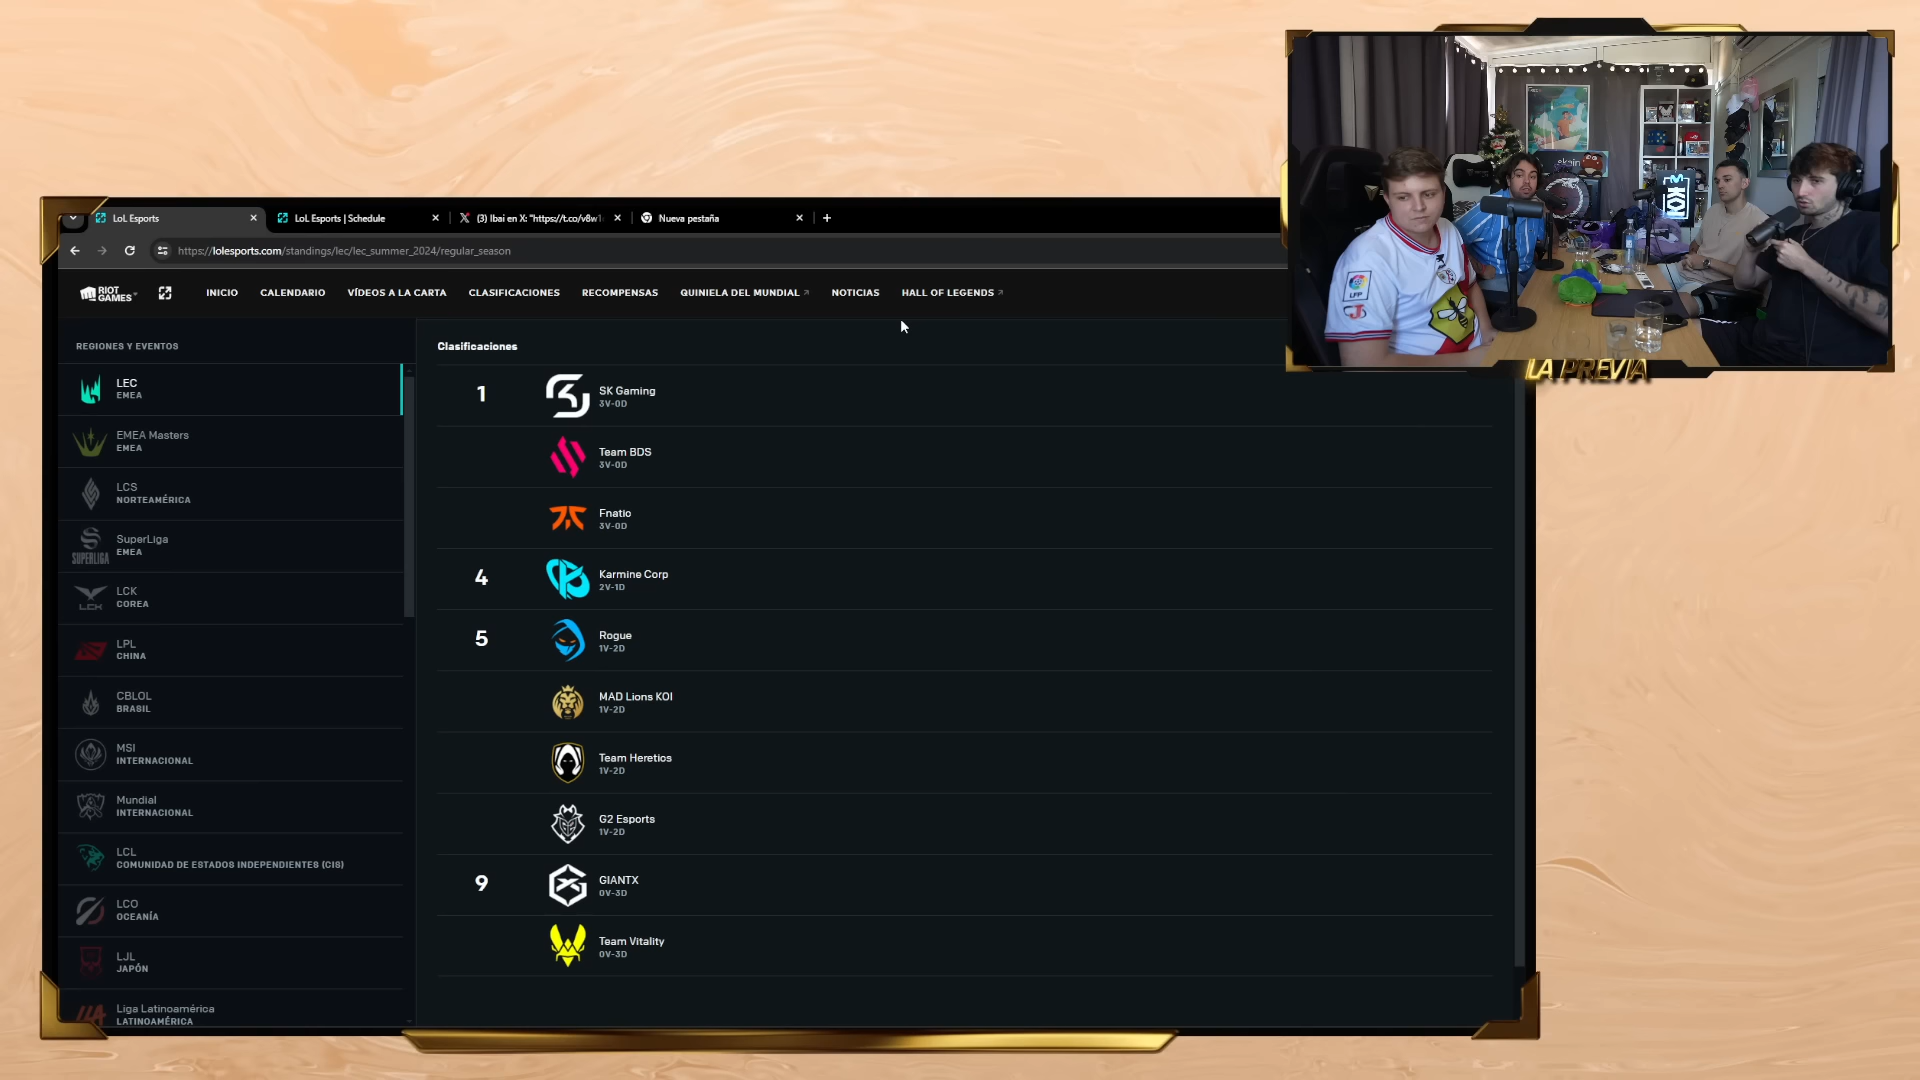 LoL Esports
LoL Esports | Schedule
(3) Ibai en X: "https://t.co/v8w1
Nueva pestaña
https://lolesports.com/standings/lec/lec_summer_2024/regular_season
RIOT GAMES
INICIO
CALENDARIO
VÍDEOS A LA CARTA
CLASIFICACIONES
RECOMPENSAS
QUINIELA DEL MUNDIAL
NOTICIAS
HALL OF LEGENDS
REGIONES Y EVENTOS
LEC
EMEA
EMEA Masters
EMEA
LCS
NORTEAMÉRICA
SuperLiga
EMEA
SUPERLIGA
LCK
COREA
LCK
LPL
CHINA
CBLOL
BRASIL
MSI
INTERNACIONAL
Mundial
INTERNACIONAL
LCL
COMUNIDAD DE ESTADOS INDEPENDIENTES (CIS)
LCO
OCEANÍA
LJL
JAPÓN
Liga Latinoamérica
LATINOAMÉRICA
Clasificaciones
1
SK Gaming
3V-0D
Team BDS
3V-0D
Fnatic
3V-0D
4
Karmine Corp
2V-1D
5
Rogue
1V-2D
MAD Lions KOI
1V-2D
Team Heretics
1V-2D
G2 Esports
1V-2D
9
GIANTX
0V-3D
Team Vitality
0V-3D
LFP
KOI
LA PREVIA